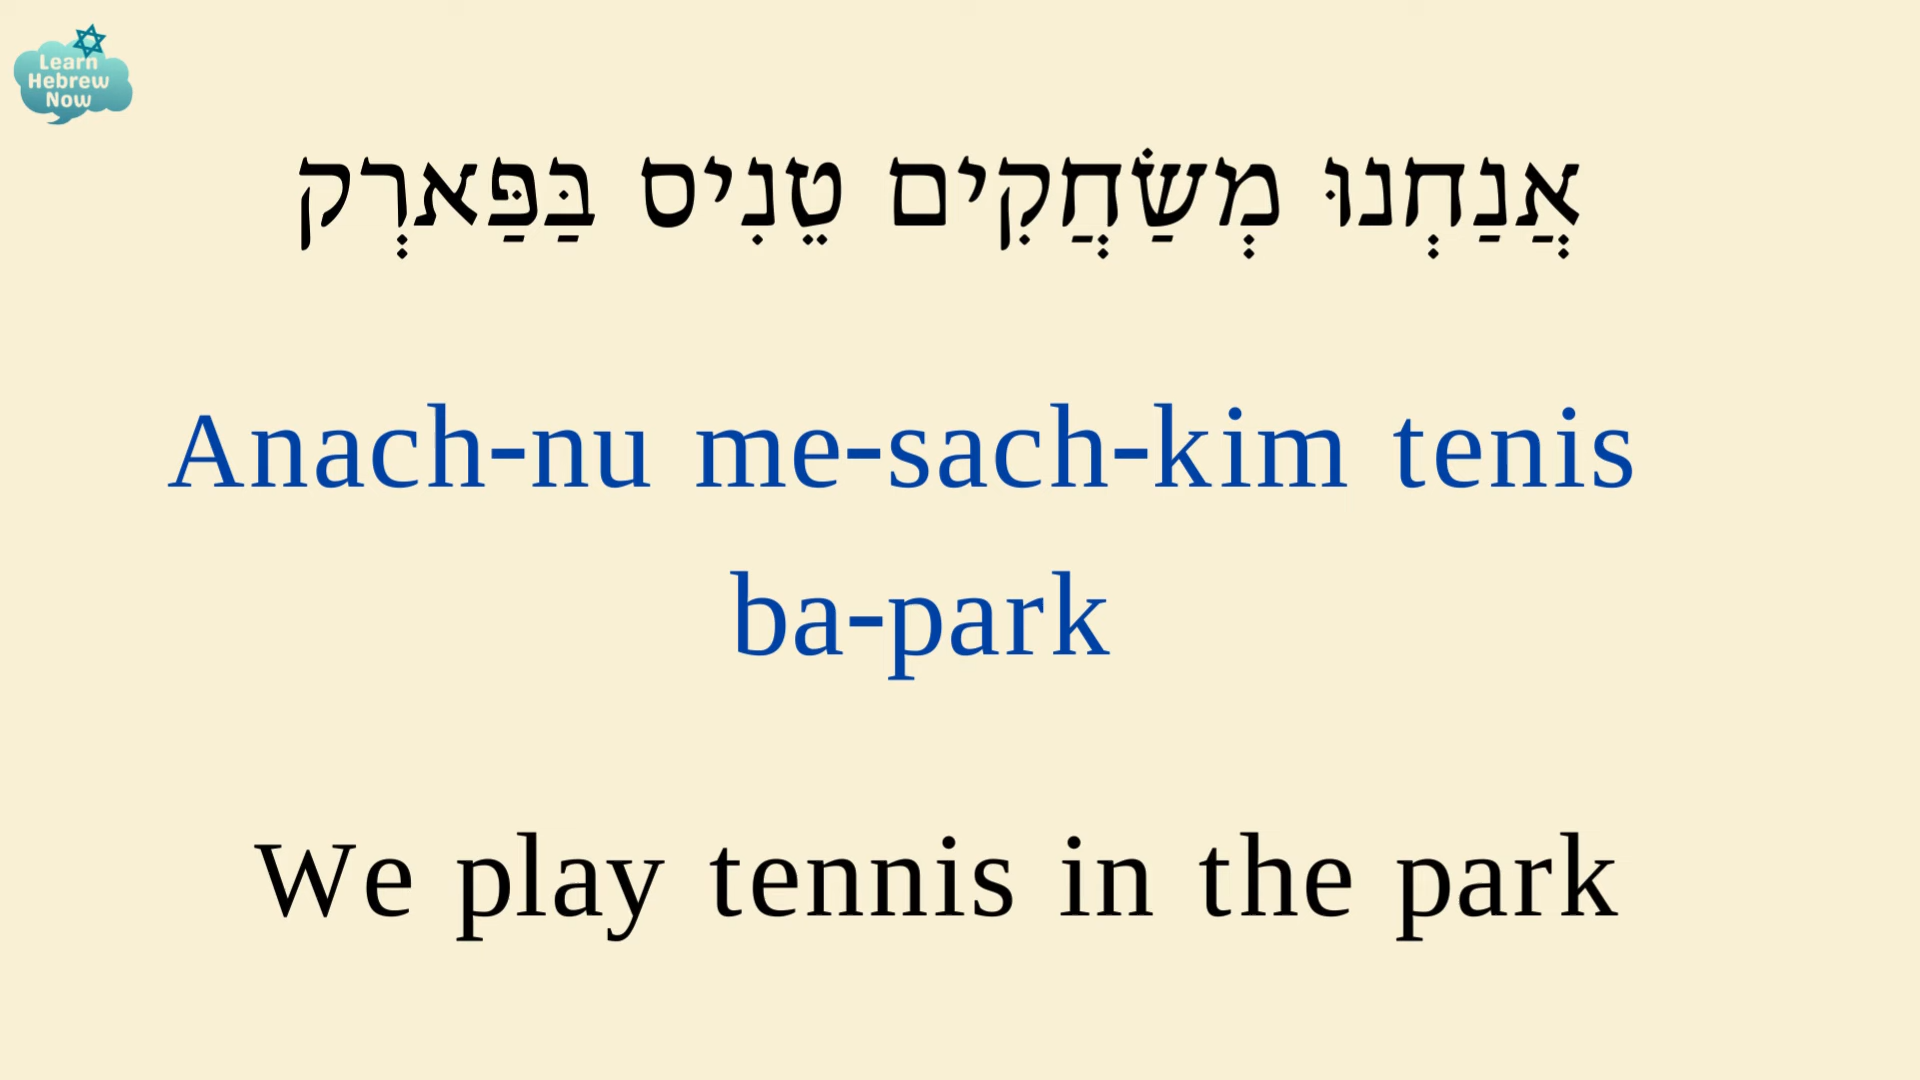 Learn
Hebrew
Now
אֲנַחְנוּ מְשַׂחֲקִים טֵנִיס בַּפַּארְק
Anach-nu me-sach-kim tenis
ba-park
We play tennis in the park